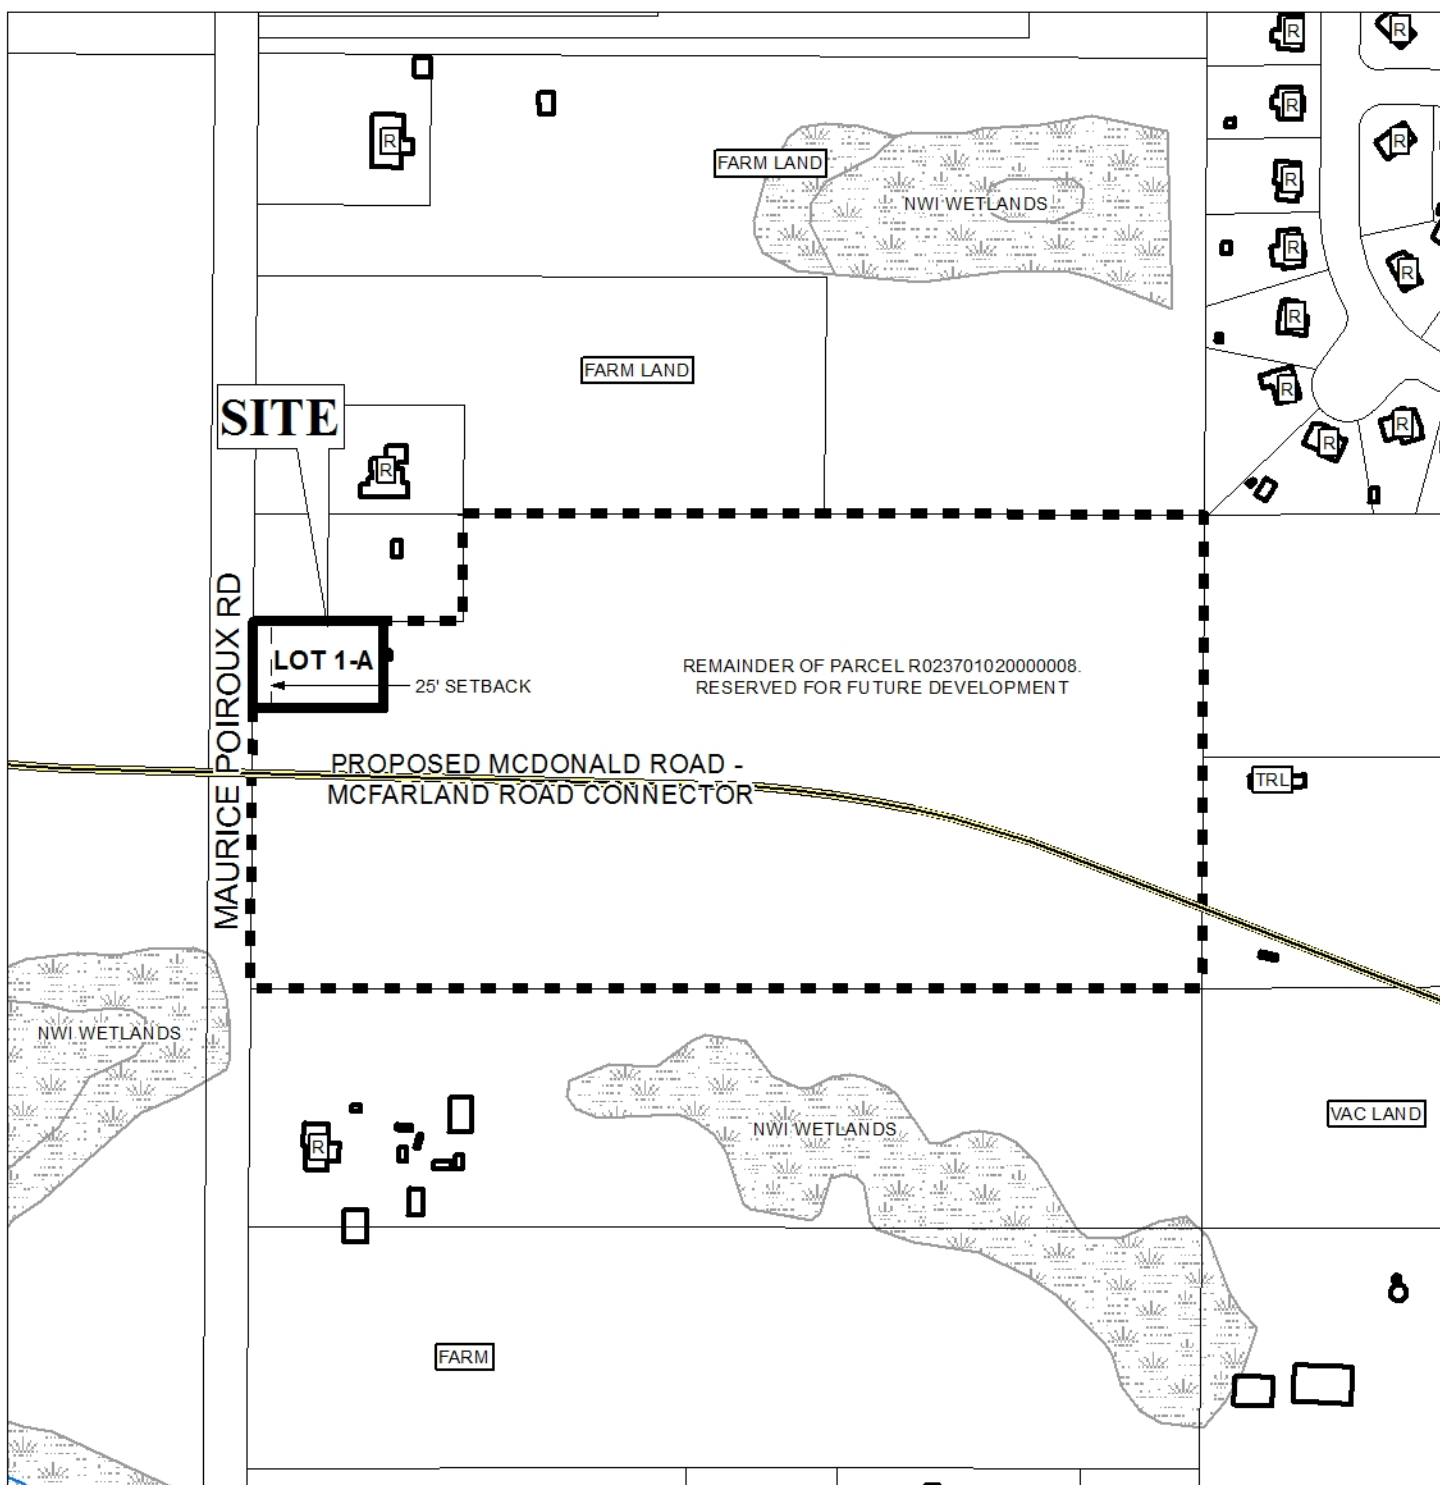 R
R
R
R
FARM LAND
R
R
NWI WETLANDS
R
R
R
FARM LAND
R
SITE
R
R
R
MAURICE POIROUX RD
LOT 1-A
25' SETBACK
REMAINDER OF PARCEL R023701020000008.
RESERVED FOR FUTURE DEVELOPMENT
PROPOSED MCDONALD ROAD -
MCFARLAND ROAD CONNECTOR
TRL
NWI WETLANDS
VAC LAND
NWI WETLANDS
R
FARM